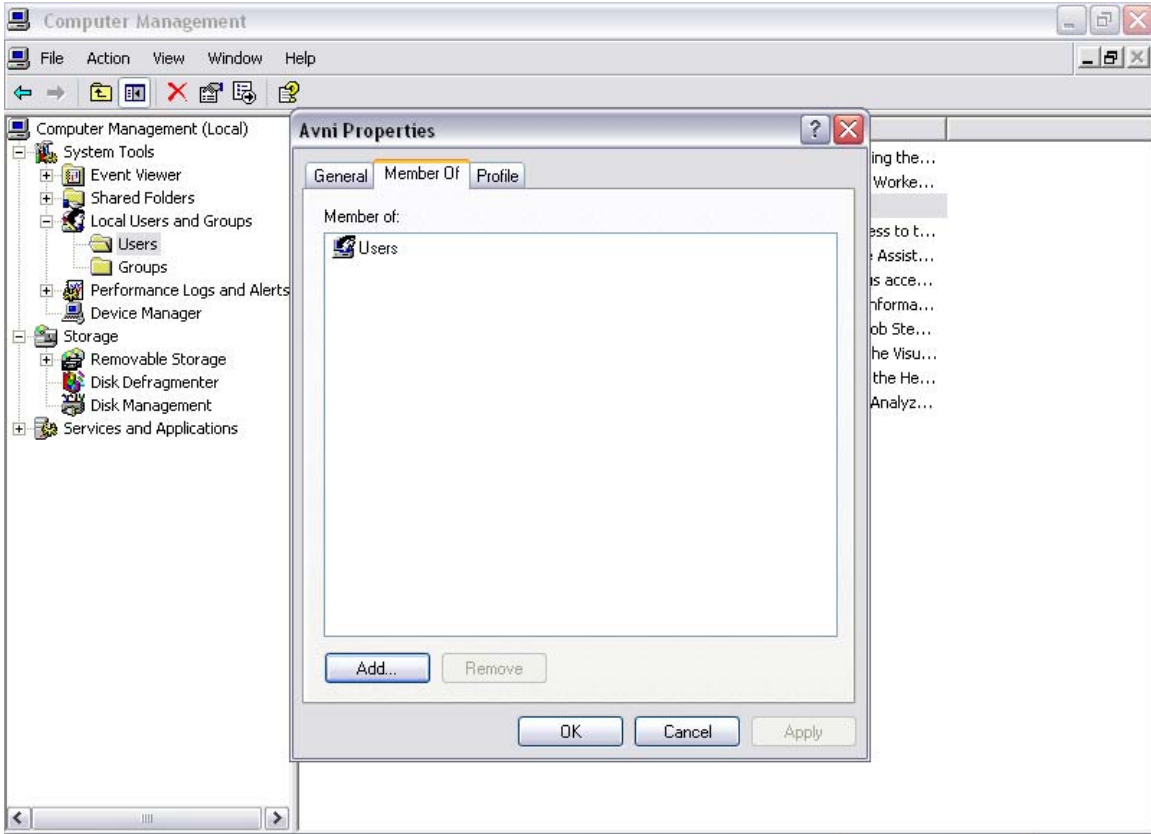 Computer Management
File Action View Window Help
Computer Management (Local)
System Tools
Event Viewer
Shared Folders
Local Users and Groups
Users
Groups
Performance Logs and Alerts
Device Manager
Storage
Removable Storage
Disk Defragmenter
Disk Management
Services and Applications
Avni Properties
General Member Of Profile
Member of:
Users
Add... Remove
OK Cancel Apply
ing the...
Worke...
ess to t...
Assist...
is acce...
nforma...
ob Ste...
he Visu...
the He...
Analyz...